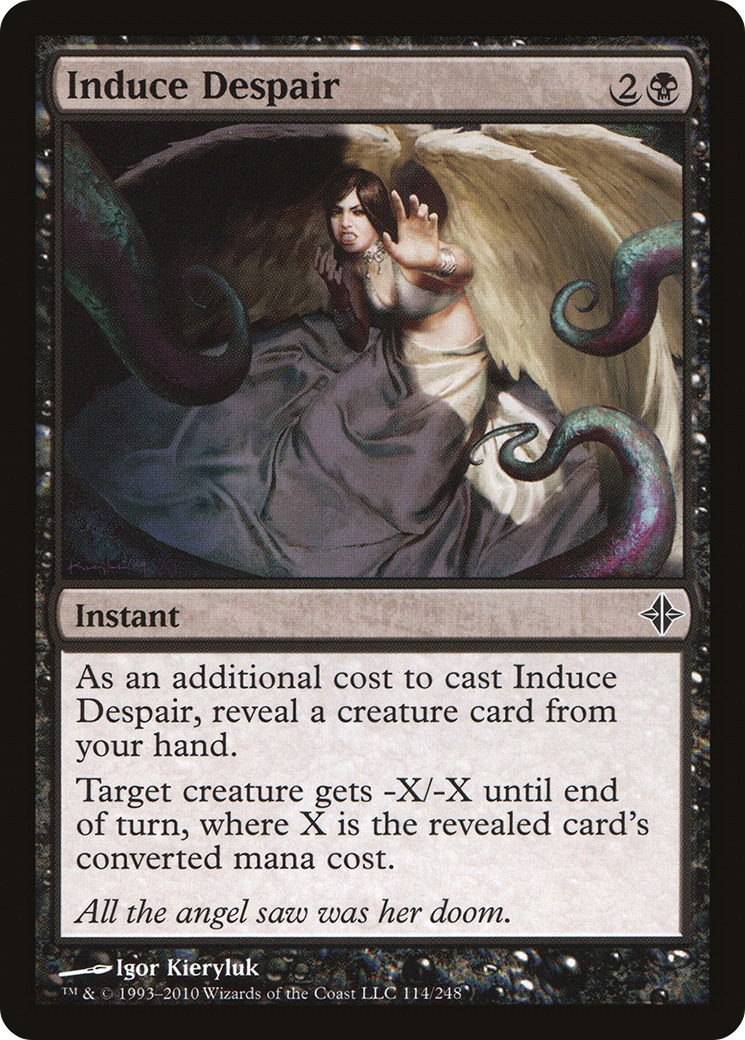 Induce Despair 2
Instant
As an additional cost to cast Induce
Despair, reveal a creature card from
your hand.
Target creature gets -X/-X until end
of turn, where X is the revealed card's
converted mana cost.
All the angel saw was her doom.
Igor Kieryluk
™ & © 1993–2010 Wizards of the Coast LLC 114/248